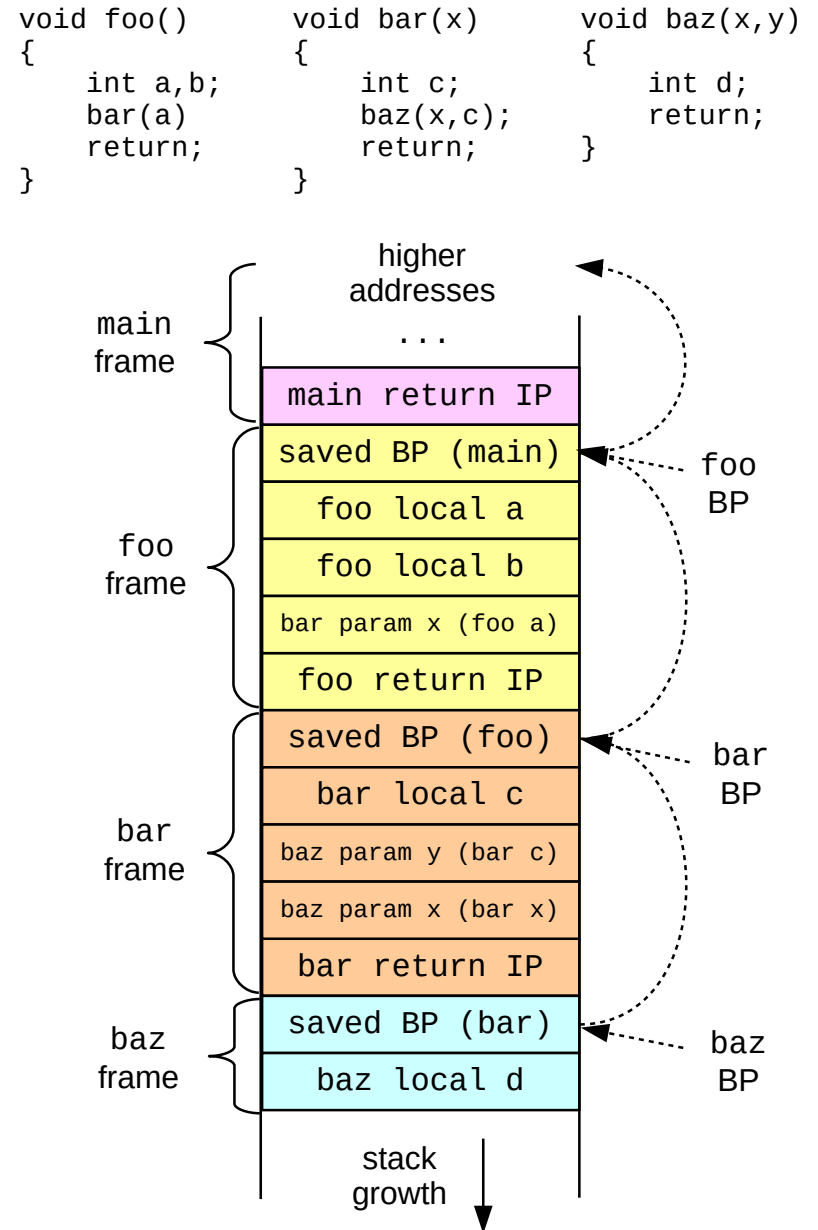 void foo()
{
    int a,b;
    bar(a)
    return;
}
void bar(x)
{
    int c;
    baz(x,c);
    return;
}
void baz(x,y)
{
    int d;
    return;
}
higher
addresses
...
main
frame
main return IP
saved BP (main)
foo
BP
foo local a
foo
frame
foo local b
bar param x (foo a)
foo return IP
saved BP (foo)
bar
BP
bar local c
bar
frame
baz param y (bar c)
baz param x (bar x)
bar return IP
saved BP (bar)
baz
frame
baz
BP
baz local d
stack
growth